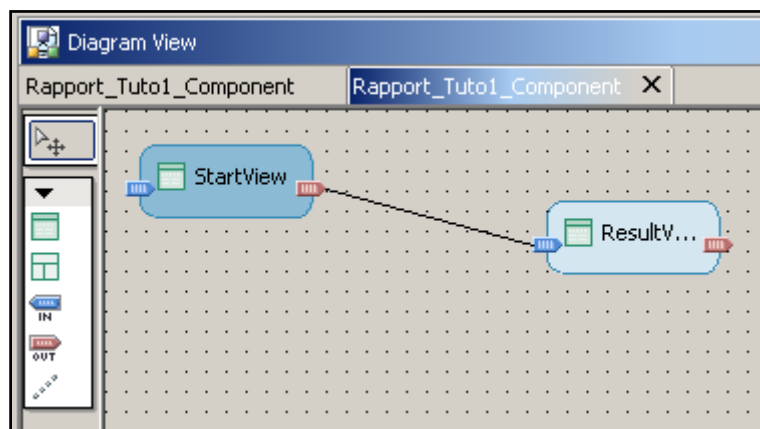 Diagram View
Rapport_Tuto1_Component Rapport_Tuto1_Component
StartView
ResultV...
IN
OUT